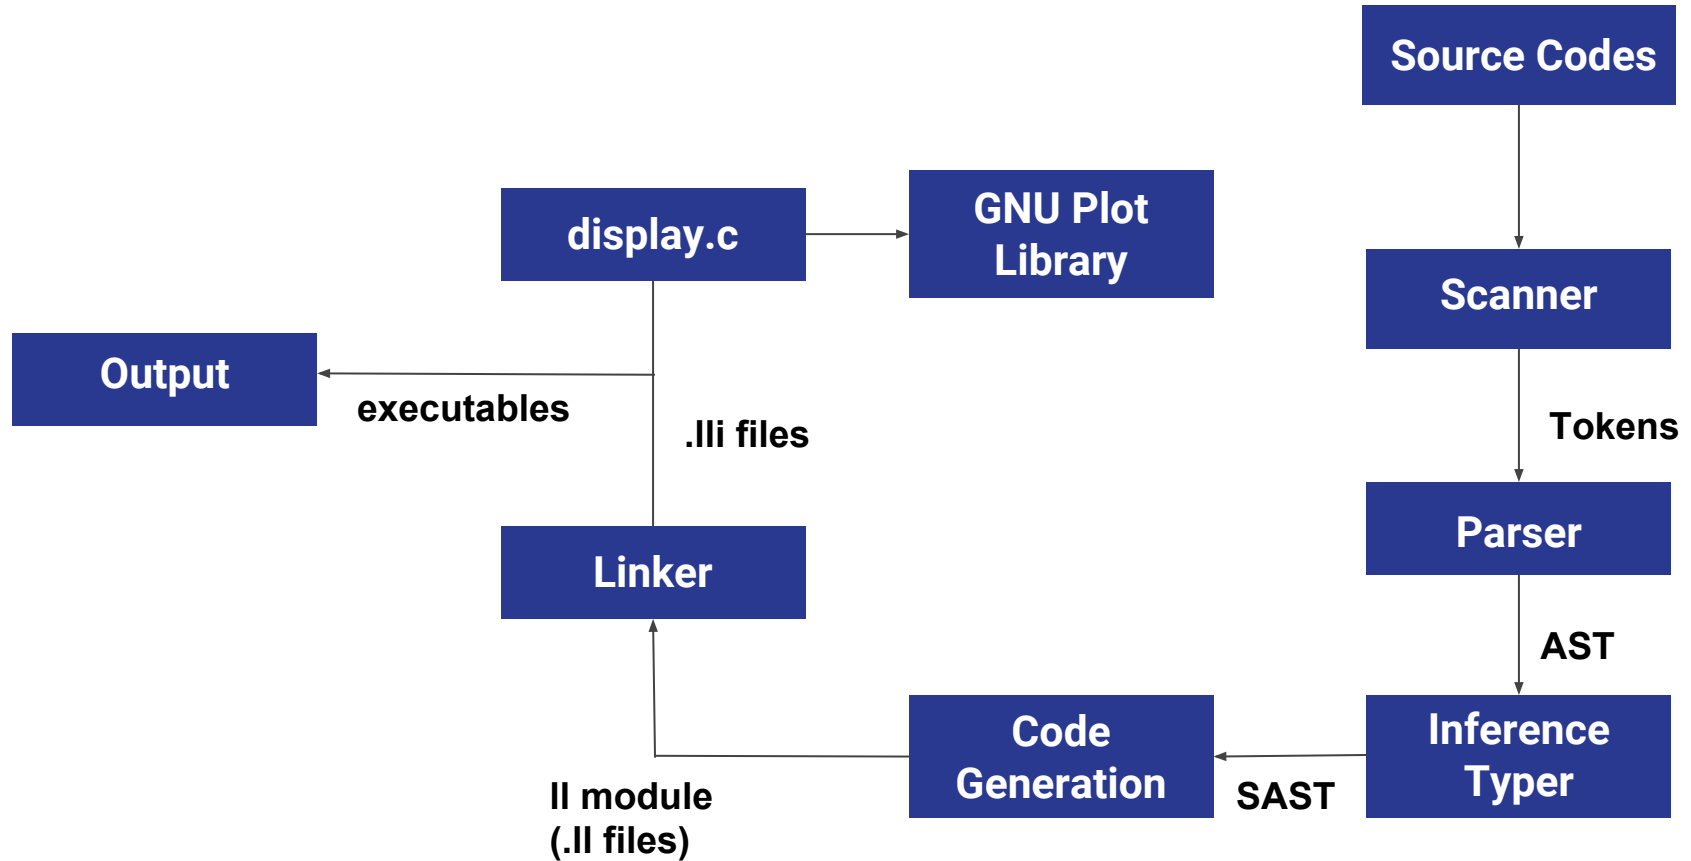 Source Codes
GNU Plot
Library
display.c
Scanner
Output
executables
.lli files
Tokens
Parser
Linker
AST
Inference
Typer
Code
Generation
SAST
ll module
(.ll files)